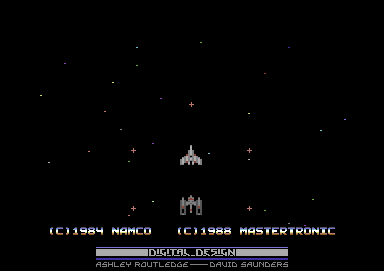 (C)1984 NAMCO (C)1988 MASTERTRONIC
DIGITAL DESIGN
ASHLEY ROUTLEDGE DAVID SAUNDERS